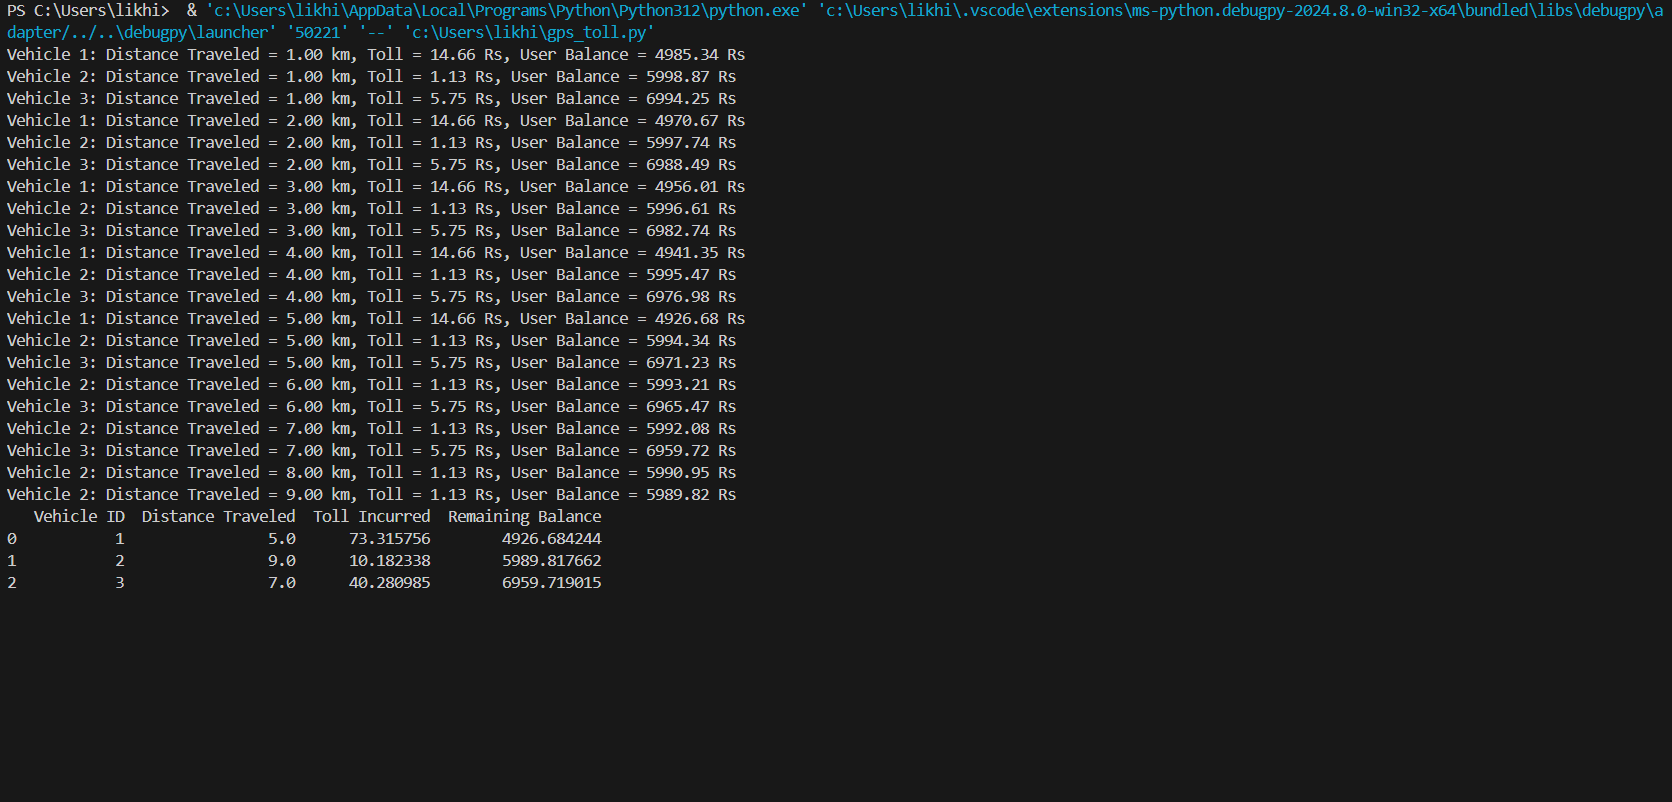 PS C:\Users\likhi>  & 'c:\Users\likhi\AppData\Local\Programs\Python\Python312\python.exe' 'c:\Users\likhi\.vscode\extensions\ms-python.debugpy-2024.8.0-win32-x64\bundled\libs\debugpy\a
dapter/../..\debugpy\launcher' '50221' '--' 'c:\Users\likhi\gps_toll.py'
Vehicle 1: Distance Traveled = 1.00 km, Toll = 14.66 Rs, User Balance = 4985.34 Rs
Vehicle 2: Distance Traveled = 1.00 km, Toll = 1.13 Rs, User Balance = 5998.87 Rs
Vehicle 3: Distance Traveled = 1.00 km, Toll = 5.75 Rs, User Balance = 6994.25 Rs
Vehicle 1: Distance Traveled = 2.00 km, Toll = 14.66 Rs, User Balance = 4970.67 Rs
Vehicle 2: Distance Traveled = 2.00 km, Toll = 1.13 Rs, User Balance = 5997.74 Rs
Vehicle 3: Distance Traveled = 2.00 km, Toll = 5.75 Rs, User Balance = 6988.49 Rs
Vehicle 1: Distance Traveled = 3.00 km, Toll = 14.66 Rs, User Balance = 4956.01 Rs
Vehicle 2: Distance Traveled = 3.00 km, Toll = 1.13 Rs, User Balance = 5996.61 Rs
Vehicle 3: Distance Traveled = 3.00 km, Toll = 5.75 Rs, User Balance = 6982.74 Rs
Vehicle 1: Distance Traveled = 4.00 km, Toll = 14.66 Rs, User Balance = 4941.35 Rs
Vehicle 2: Distance Traveled = 4.00 km, Toll = 1.13 Rs, User Balance = 5995.47 Rs
Vehicle 3: Distance Traveled = 4.00 km, Toll = 5.75 Rs, User Balance = 6976.98 Rs
Vehicle 1: Distance Traveled = 5.00 km, Toll = 14.66 Rs, User Balance = 4926.68 Rs
Vehicle 2: Distance Traveled = 5.00 km, Toll = 1.13 Rs, User Balance = 5994.34 Rs
Vehicle 3: Distance Traveled = 5.00 km, Toll = 5.75 Rs, User Balance = 6971.23 Rs
Vehicle 2: Distance Traveled = 6.00 km, Toll = 1.13 Rs, User Balance = 5993.21 Rs
Vehicle 3: Distance Traveled = 6.00 km, Toll = 5.75 Rs, User Balance = 6965.47 Rs
Vehicle 2: Distance Traveled = 7.00 km, Toll = 1.13 Rs, User Balance = 5992.08 Rs
Vehicle 3: Distance Traveled = 7.00 km, Toll = 5.75 Rs, User Balance = 6959.72 Rs
Vehicle 2: Distance Traveled = 8.00 km, Toll = 1.13 Rs, User Balance = 5990.95 Rs
Vehicle 2: Distance Traveled = 9.00 km, Toll = 1.13 Rs, User Balance = 5989.82 Rs
   Vehicle ID  Distance Traveled  Toll Incurred  Remaining Balance
0           1                5.0      73.315756        4926.684244
1           2                9.0      10.182338        5989.817662
2           3                7.0      40.280985        6959.719015